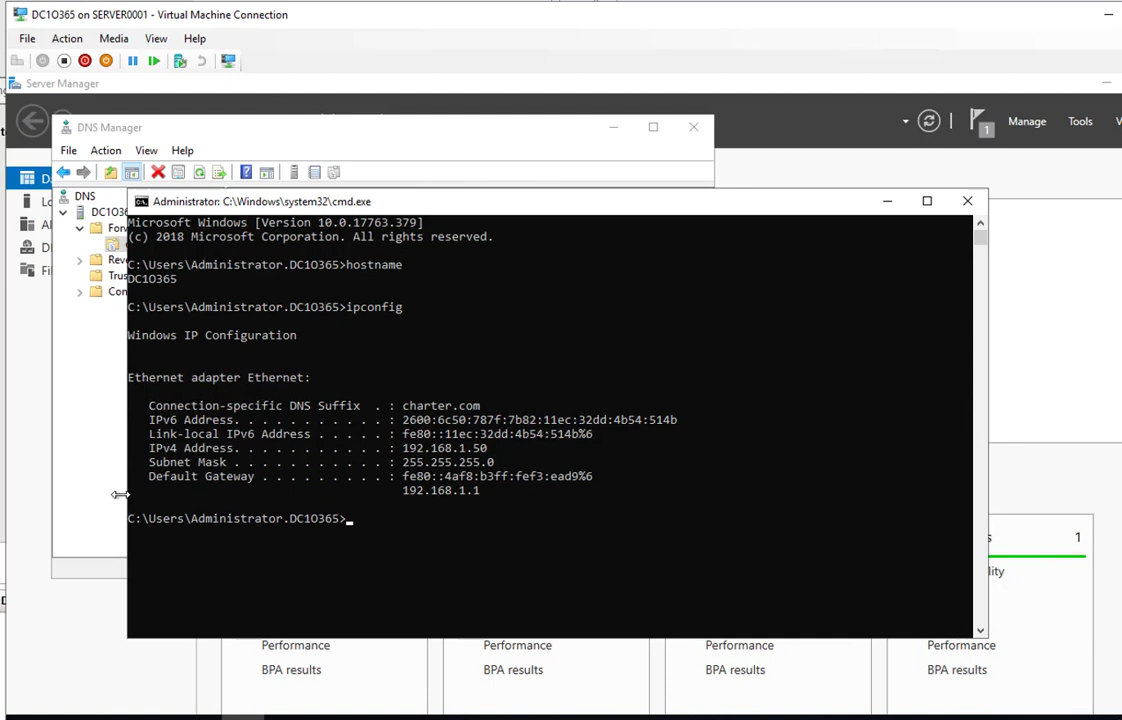 DC1O365 on SERVER0001 - Virtual Machine Connection
File Action Media View Help
Server Manager
1 Manage Tools
DNS Manager
File Action View Help
DNS
Administrator: C:\Windows\system32\cmd.exe
Microsoft Windows [Version 10.0.17763.379]
(c) 2018 Microsoft Corporation. All rights reserved.
C:\Users\Administrator.DC1O365>hostname
DC1O365
C:\Users\Administrator.DC1O365>ipconfig
Windows IP Configuration
Ethernet adapter Ethernet:
Connection-specific DNS Suffix . : charter.com
IPv6 Address. . . . . . . . . . . : 2600:6c50:787f:7b82:11ec:32dd:4b54:514b
Link-local IPv6 Address . . . . . : fe80::11ec:32dd:4b54:514b%6
IPv4 Address. . . . . . . . . . . : 192.168.1.50
Subnet Mask . . . . . . . . . . . : 255.255.255.0
Default Gateway . . . . . . . . . : fe80::4af8:b3ff:fef3:ead9%6
192.168.1.1
C:\Users\Administrator.DC1O365>
1
Performance Performance Performance Performance
BPA results BPA results BPA results BPA results